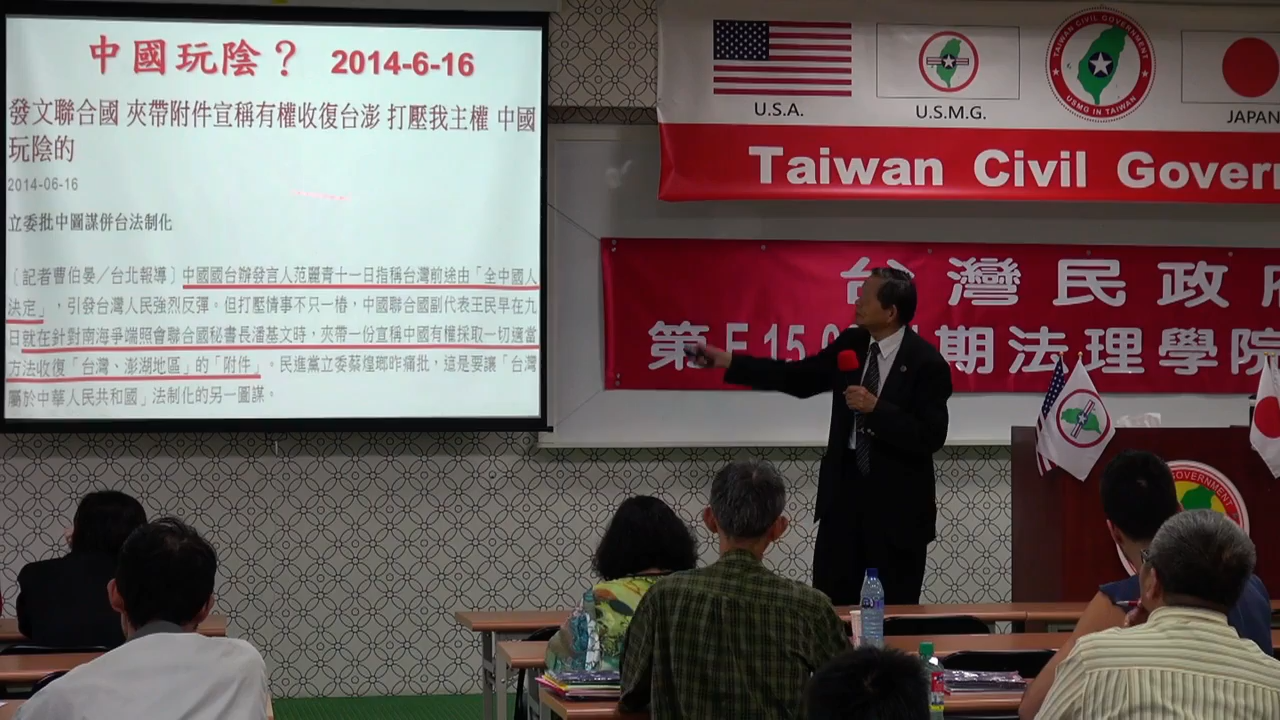 中國玩陰？ 2014-6-16
發文聯合國 夾帶附件宣稱有權收復台澎 打壓我主權 中國
玩陰的
2014-06-16
立委批中圖謀併台法制化
〔記者曹伯晏／台北報導〕中國國台辦發言人范麗青十一日指稱台灣前途由「全中國人
決定」，引發台灣人民強烈反彈。但打壓情事不只一樁，中國聯合國副代表王民早在九
日就在針對南海爭端照會聯合國秘書長潘基文時，夾帶一份宣稱中國有權採取一切適當
方法收復「台灣、澎湖地區」的「附件」。民進黨立委蔡煌瑯昨痛批，這是要讓「台灣
屬於中華人民共和國」法制化的另一圖謀。
U.S.A.
U.S.M.G.
TAIWAN CIVIL GOVERNMENT
USMG IN TAIWAN
JAPAN
Taiwan Civil Govern
台灣民政府
第E15.0 期法理學院
GOVERNMENT